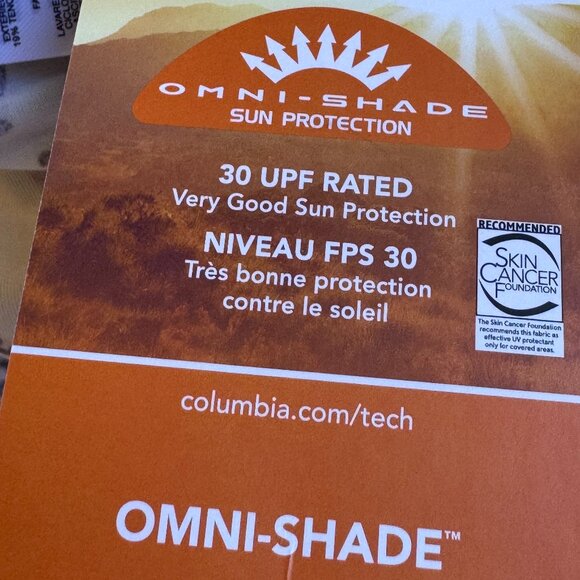 OMNI-SHADE
SUN PROTECTION
30 UPF RATED
Very Good Sun Protection
NIVEAU FPS 30
Très bonne protection
contre le soleil
RECOMMENDED
SKIN
CANCER
FOUNDATION
The Skin Cancer Foundation
recommends this fabric as
effective UV protectant
only for covered areas.
columbia.com/tech
OMNI-SHADE™